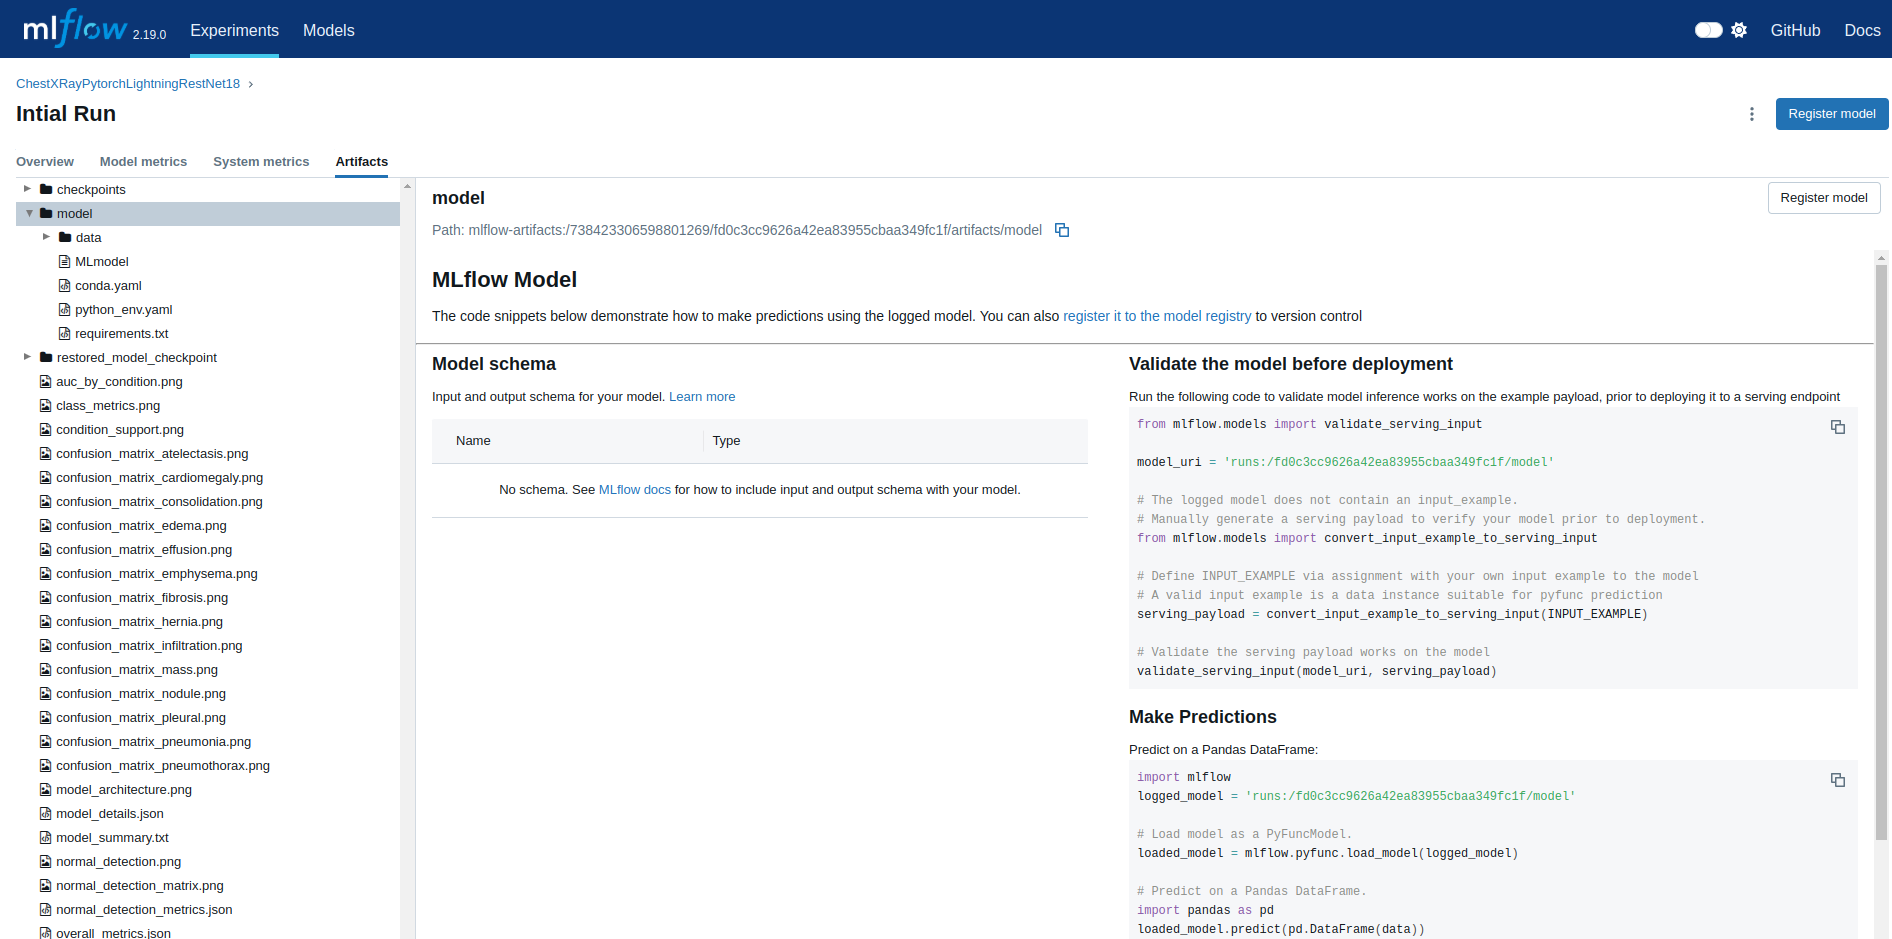 mlflow 2.19.0 Experiments Models GitHub Docs
ChestXRayPytorchLightningRestNet18 ›
Intial Run
Register model
Overview Model metrics System metrics Artifacts
checkpoints
model
data
MLmodel
conda.yaml
python_env.yaml
requirements.txt
restored_model_checkpoint
auc_by_condition.png
class_metrics.png
condition_support.png
confusion_matrix_atelectasis.png
confusion_matrix_cardiomegaly.png
confusion_matrix_consolidation.png
confusion_matrix_edema.png
confusion_matrix_effusion.png
confusion_matrix_emphysema.png
confusion_matrix_fibrosis.png
confusion_matrix_hernia.png
confusion_matrix_infiltration.png
confusion_matrix_mass.png
confusion_matrix_nodule.png
confusion_matrix_pleural.png
confusion_matrix_pneumonia.png
confusion_matrix_pneumothorax.png
model_architecture.png
model_details.json
model_summary.txt
normal_detection.png
normal_detection_matrix.png
normal_detection_metrics.json
overall_metrics.json
model
Register model
Path: mlflow-artifacts:/738423306598801269/fd0c3cc9626a42ea83955cbaa349fc1f/artifacts/model
MLflow Model
The code snippets below demonstrate how to make predictions using the logged model. You can also register it to the model registry to version control
Model schema
Input and output schema for your model. Learn more
Name Type
No schema. See MLflow docs for how to include input and output schema with your model.
Validate the model before deployment
Run the following code to validate model inference works on the example payload, prior to deploying it to a serving endpoint
from mlflow.models import validate_serving_input
model_uri = 'runs:/fd0c3cc9626a42ea83955cbaa349fc1f/model'
# The logged model does not contain an input_example.
# Manually generate a serving payload to verify your model prior to deployment.
from mlflow.models import convert_input_example_to_serving_input
# Define INPUT_EXAMPLE via assignment with your own input example to the model
# A valid input example is a data instance suitable for pyfunc prediction
serving_payload = convert_input_example_to_serving_input(INPUT_EXAMPLE)
# Validate the serving payload works on the model
validate_serving_input(model_uri, serving_payload)
Make Predictions
Predict on a Pandas DataFrame:
import mlflow
logged_model = 'runs:/fd0c3cc9626a42ea83955cbaa349fc1f/model'
# Load model as a PyFuncModel.
loaded_model = mlflow.pyfunc.load_model(logged_model)
# Predict on a Pandas DataFrame.
import pandas as pd
loaded_model.predict(pd.DataFrame(data))